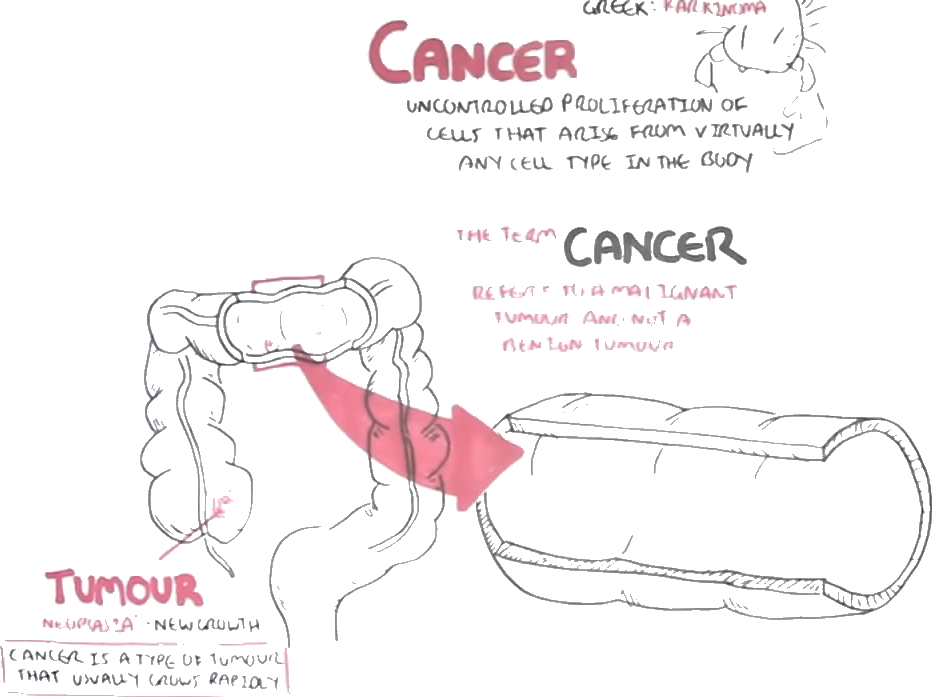 GREEK: KARKINOMA
CANCER
UNCONTROLLED PROLIFERATION OF
CELLS THAT ARISE FROM VIRTUALLY
ANY CELL TYPE IN THE BODY
THE TERM CANCER
REFERS TO A MALIGNANT
TUMOUR AND NOT A
BENIGN TUMOUR
TUMOUR
NEOPLASIA - NEW GROWTH
CANCER IS A TYPE OF TUMOUR
THAT USUALLY GROWS RAPIDLY